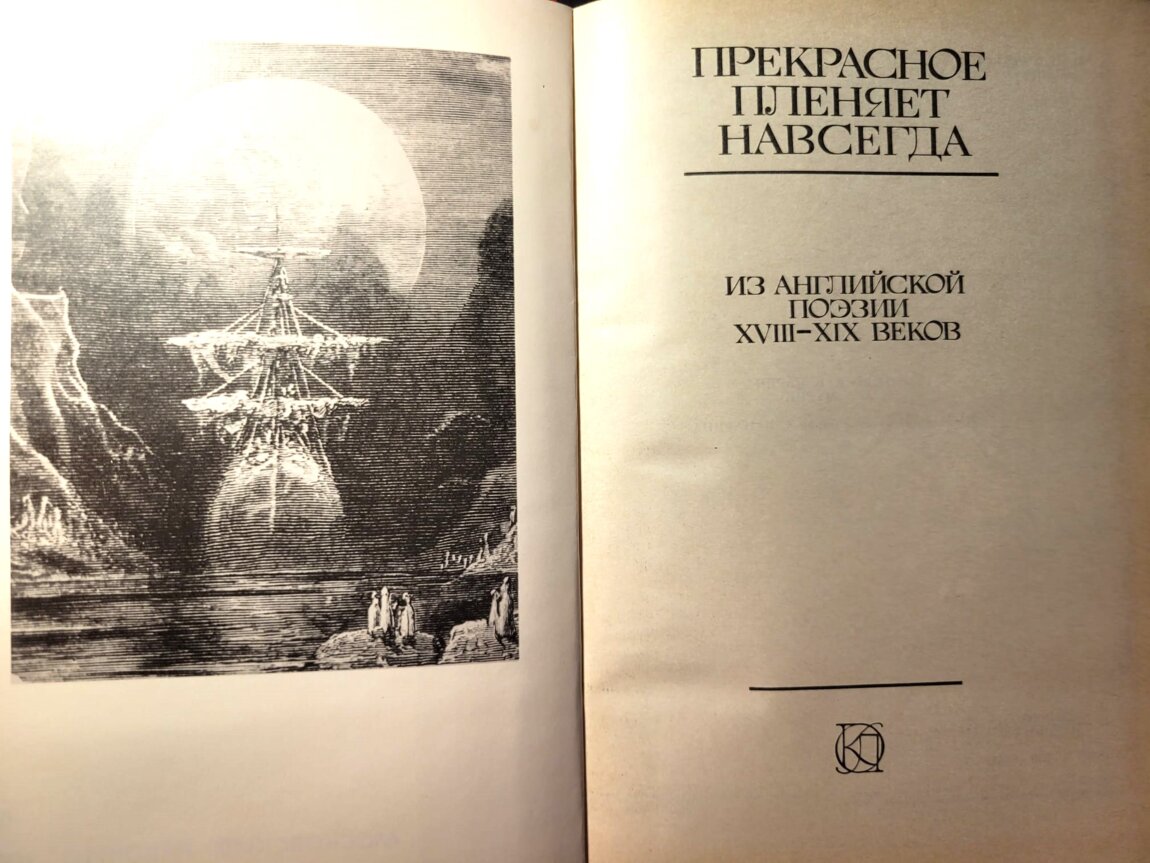 ПРЕКРАСНОЕ
ПЛЕНЯЕТ
НАВСЕГДА
ИЗ АНГЛИЙСКОЙ
ПОЭЗИИ
XVIII–XIX ВЕКОВ